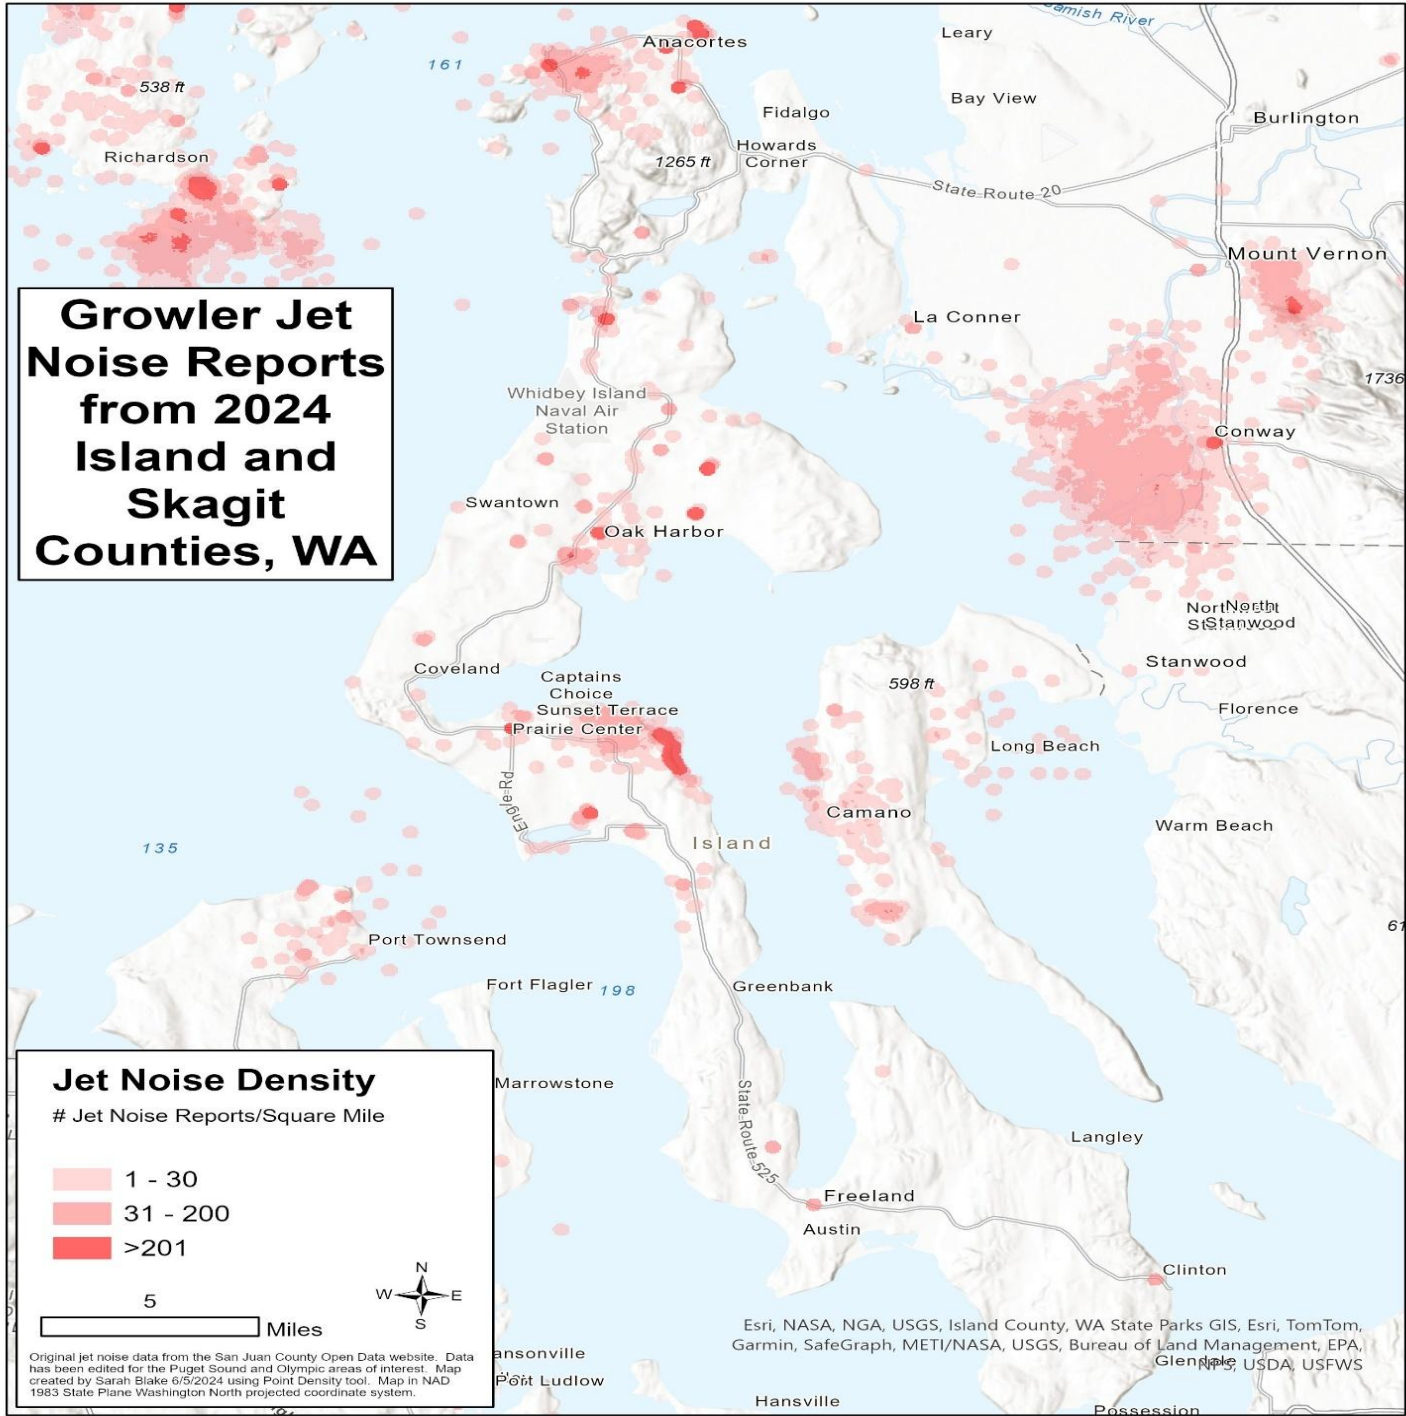 Samish River
Leary
Anacortes
161
538 ft
Bay View
Fidalgo
Burlington
Richardson
1265 ft
Howards
Corner
State Route 20
Mount Vernon
Growler Jet
Noise Reports
from 2024
Island and
Skagit
Counties, WA
La Conner
1736
Whidbey Island
Naval Air
Station
Conway
Swantown
Oak Harbor
North
Stanwood
Stanwood
Coveland
Captains
Choice
598 ft
Sunset Terrace
Florence
Prairie Center
Long Beach
Engle Rd
Camano
Warm Beach
Island
135
61
Port Townsend
Fort Flagler
198
Greenbank
Jet Noise Density
# Jet Noise Reports/Square Mile
1 - 30
31 - 200
>201
N
W
E
S
5
Miles
Original jet noise data from the San Juan County Open Data website. Data
has been edited for the Puget Sound and Olympic areas of interest. Map
created by Sarah Blake 6/5/2024 using Point Density tool. Map in NAD
1983 State Plane Washington North projected coordinate system.
Marrowstone
State Route 525
Langley
Freeland
Austin
Clinton
Esri, NASA, NGA, USGS, Island County, WA State Parks GIS, Esri, TomTom,
Garmin, SafeGraph, METI/NASA, USGS, Bureau of Land Management, EPA,
NPS, USDA, USFWS
Glendale
ansonville
Port Ludlow
Hansville
Possession